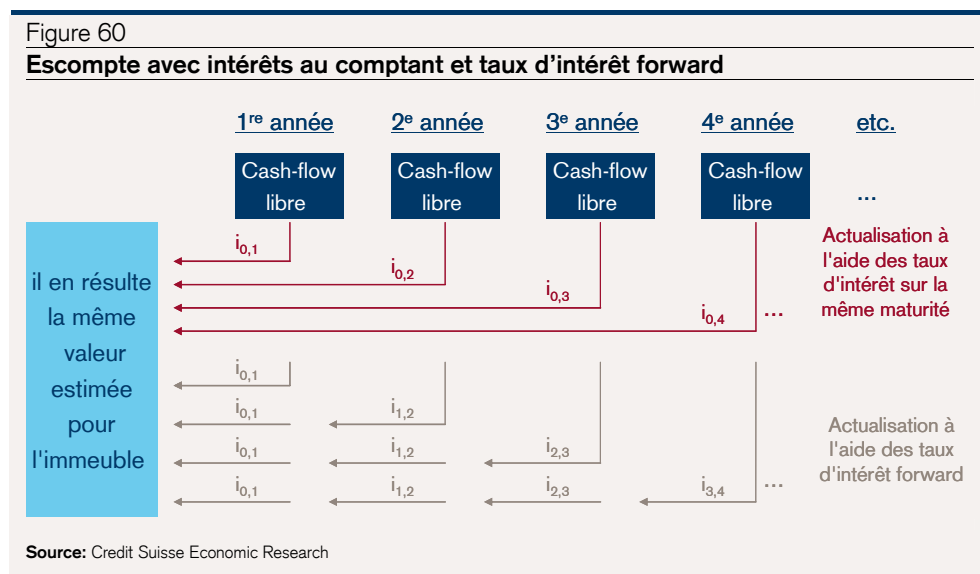 Figure 60
Escompte avec intérêts au comptant et taux d'intérêt forward
1re année 2e année 3e année 4e année etc.
Cash-flow libre Cash-flow libre Cash-flow libre Cash-flow libre ...
il en résulte
la même
valeur
estimée
pour
l'immeuble
i0,1
i0,2
i0,3
i0,4 ...
Actualisation à
l'aide des taux
d'intérêt sur la
même maturité
i0,1
i0,1 i1,2
i0,1 i1,2 i2,3
i0,1 i1,2 i2,3 i3,4 ...
Actualisation à
l'aide des taux
d'intérêt forward
Source: Credit Suisse Economic Research